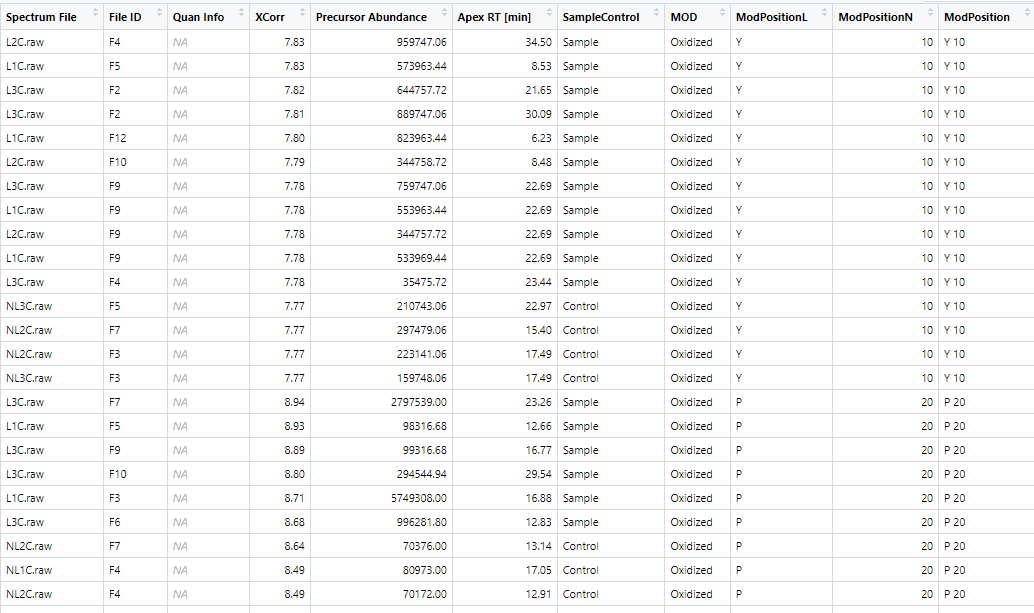 Spectrum File File ID Quan Info XCorr Precursor Abundance Apex RT [min] SampleControl MOD ModPositionL ModPositionN ModPosition
L2C.raw F4 NA 7.83 959747.06 34.50 Sample Oxidized Y 10 Y 10
L1C.raw F5 NA 7.83 573963.44 8.53 Sample Oxidized Y 10 Y 10
L3C.raw F2 NA 7.82 644757.72 21.65 Sample Oxidized Y 10 Y 10
L3C.raw F2 NA 7.81 889747.06 30.09 Sample Oxidized Y 10 Y 10
L1C.raw F12 NA 7.80 823963.44 6.23 Sample Oxidized Y 10 Y 10
L2C.raw F10 NA 7.79 344758.72 8.48 Sample Oxidized Y 10 Y 10
L3C.raw F9 NA 7.78 759747.06 22.69 Sample Oxidized Y 10 Y 10
L1C.raw F9 NA 7.78 553963.44 22.69 Sample Oxidized Y 10 Y 10
L2C.raw F9 NA 7.78 344757.72 22.69 Sample Oxidized Y 10 Y 10
L1C.raw F9 NA 7.78 533969.44 22.69 Sample Oxidized Y 10 Y 10
L3C.raw F4 NA 7.78 35475.72 23.44 Sample Oxidized Y 10 Y 10
NL3C.raw F5 NA 7.77 210743.06 22.97 Control Oxidized Y 10 Y 10
NL2C.raw F7 NA 7.77 297479.06 15.40 Control Oxidized Y 10 Y 10
NL2C.raw F3 NA 7.77 223141.06 17.49 Control Oxidized Y 10 Y 10
NL3C.raw F3 NA 7.77 159748.06 17.49 Control Oxidized Y 10 Y 10
L3C.raw F7 NA 8.94 2797539.00 23.26 Sample Oxidized P 20 P 20
L1C.raw F5 NA 8.93 98316.68 12.66 Sample Oxidized P 20 P 20
L3C.raw F9 NA 8.89 99316.68 16.77 Sample Oxidized P 20 P 20
L3C.raw F10 NA 8.80 294544.94 29.54 Sample Oxidized P 20 P 20
L1C.raw F3 NA 8.71 5749308.00 16.88 Sample Oxidized P 20 P 20
L3C.raw F6 NA 8.68 996281.80 12.83 Sample Oxidized P 20 P 20
NL2C.raw F7 NA 8.64 70376.00 13.14 Control Oxidized P 20 P 20
NL1C.raw F4 NA 8.49 80973.00 17.05 Control Oxidized P 20 P 20
NL2C.raw F4 NA 8.49 70172.00 12.91 Control Oxidized P 20 P 20